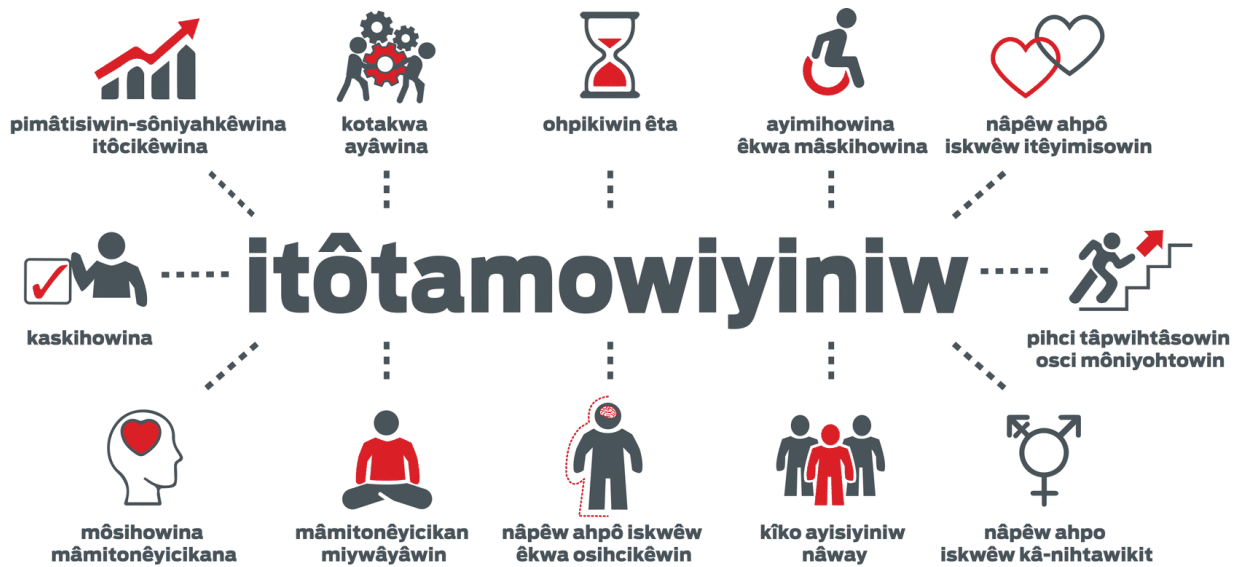 pimâtisiwin-sôniyahkêwina
itôcikêwina
kotakwa
ayâwina
ohpikiwin êta
ayimihowina
êkwa mâskihowina
nâpêw ahpô
iskwêw itêyimisowin
kaskihowina
itôtamowiyiniw
pihci tâpwihtâsowin
osci môniyohtowin
môsihowina
mâmitonêyicikana
mâmitonêyicikan
miywâyâwin
nâpêw ahpô iskwêw
êkwa osihcikêwin
kîko ayisiyiniw
nâway
nâpêw ahpo
iskwêw kâ-nihtawikit